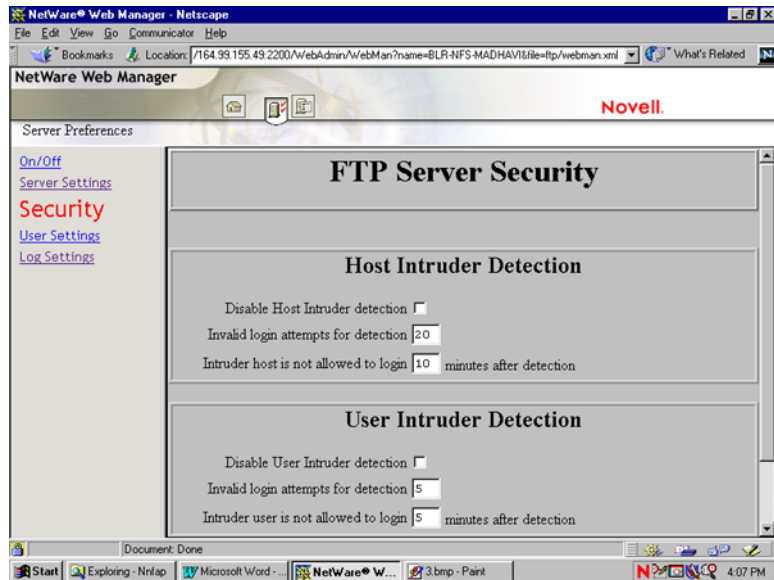 NetWare® Web Manager - Netscape
File Edit View Go Communicator Help
Bookmarks Location: /164.99.155.49:2200/WebAdmin/WebMan?name=BLR-NFS-MADHAVI&file=ftp/webman.xml What's Related N
NetWare Web Manager
Novell.
Server Preferences
On/Off
Server Settings
Security
User Settings
Log Settings
FTP Server Security
Host Intruder Detection
Disable Host Intruder detection
Invalid login attempts for detection 20
Intruder host is not allowed to login 10 minutes after detection
User Intruder Detection
Disable User Intruder detection
Invalid login attempts for detection 5
Intruder user is not allowed to login 5 minutes after detection
Document: Done
Start Exploring - Nnfap Microsoft Word - ... NetWare® W... 3.bmp - Paint N 4:07 PM